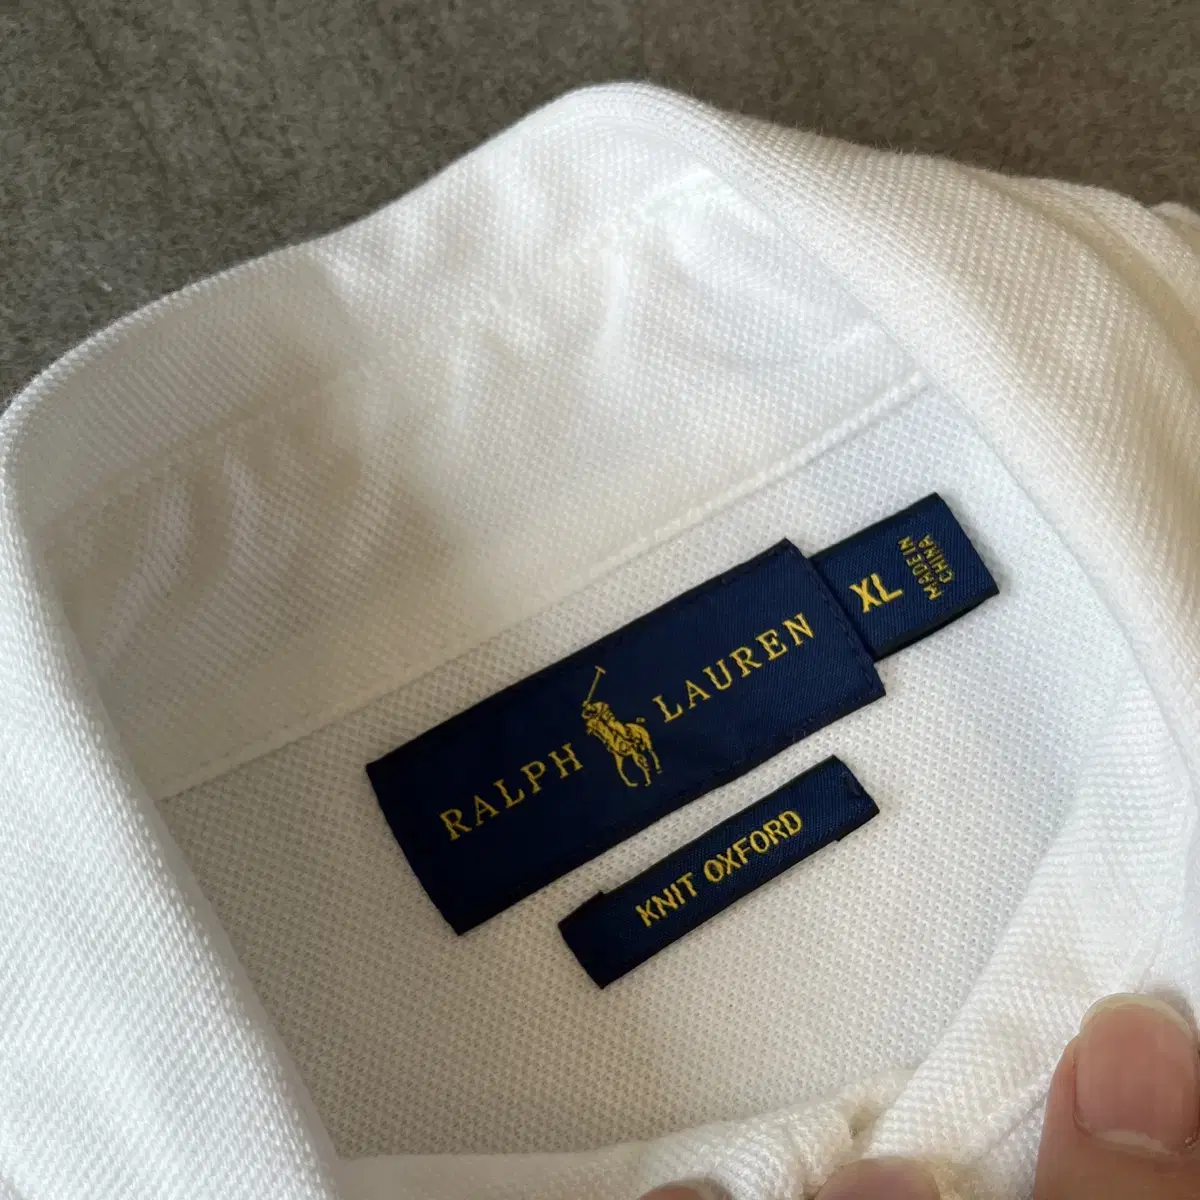 RALPH LAUREN
XL
MADE IN
CHINA
KNIT OXFORD